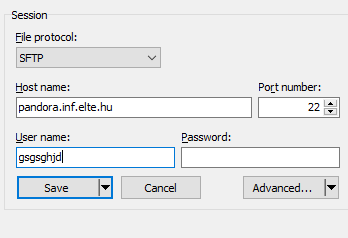 Session
File protocol:
SFTP
Host name: Port number:
pandora.inf.elte.hu 22
User name: Password:
gsgsghjd
Save Cancel Advanced...